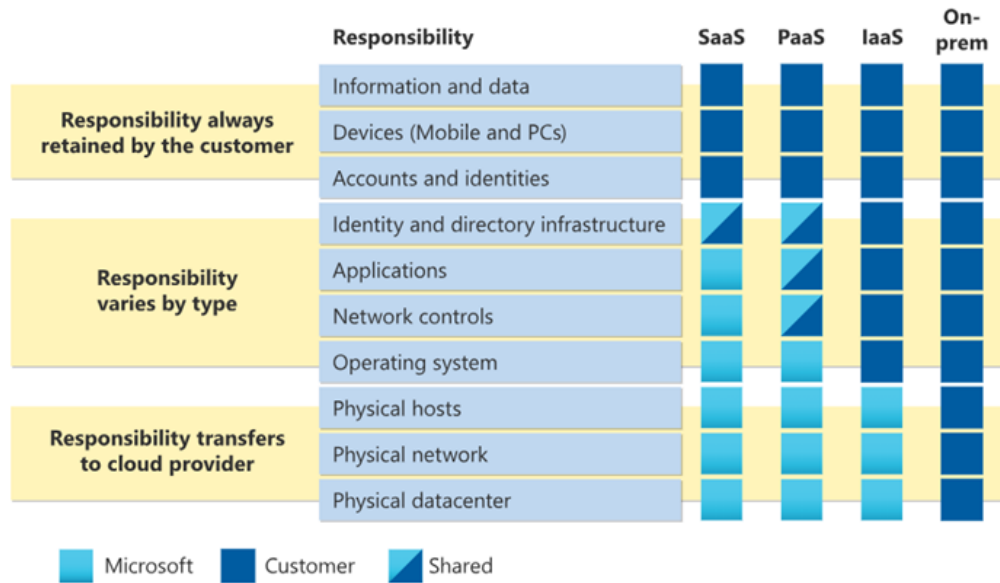 Responsibility
SaaS
PaaS
IaaS
On-
prem
Responsibility always
retained by the customer
Information and data
Devices (Mobile and PCs)
Accounts and identities
Responsibility
varies by type
Identity and directory infrastructure
Applications
Network controls
Operating system
Responsibility transfers
to cloud provider
Physical hosts
Physical network
Physical datacenter
Microsoft
Customer
Shared